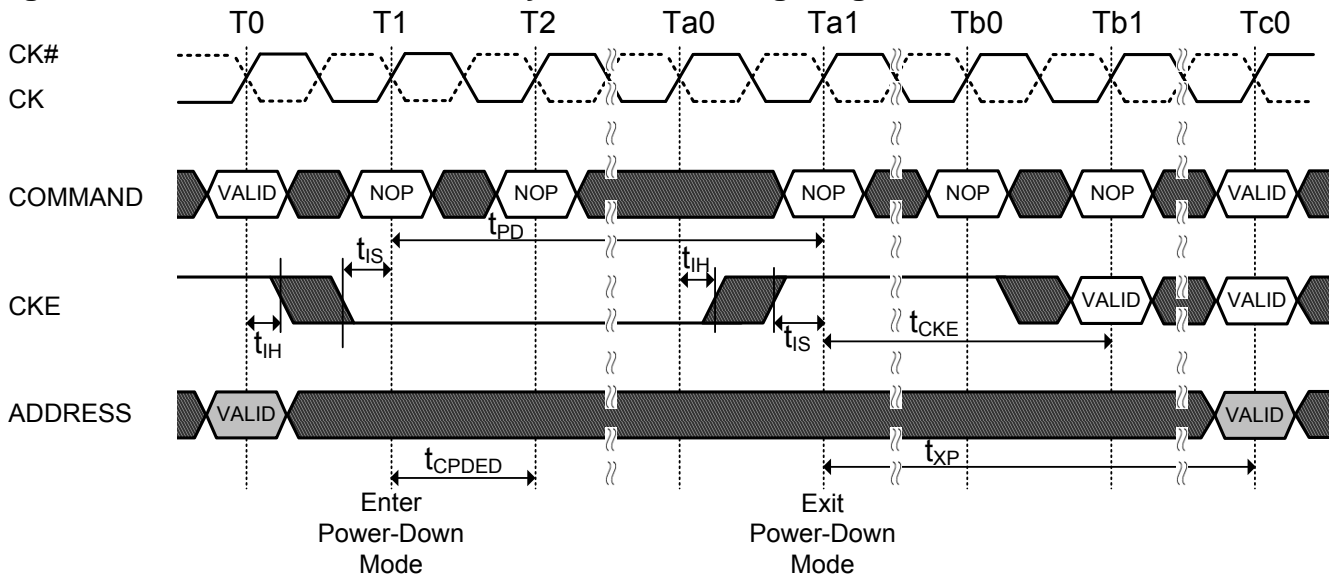 T0 T1 T2 Ta0 Ta1 Tb0 Tb1 Tc0
CK#
CK
COMMAND VALID NOP NOP NOP NOP NOP VALID
tPD
tIS tIH
CKE VALID VALID
tIH tIS tCKE
ADDRESS VALID VALID
tCPDED tXP
Enter
Power-Down
Mode
Exit
Power-Down
Mode